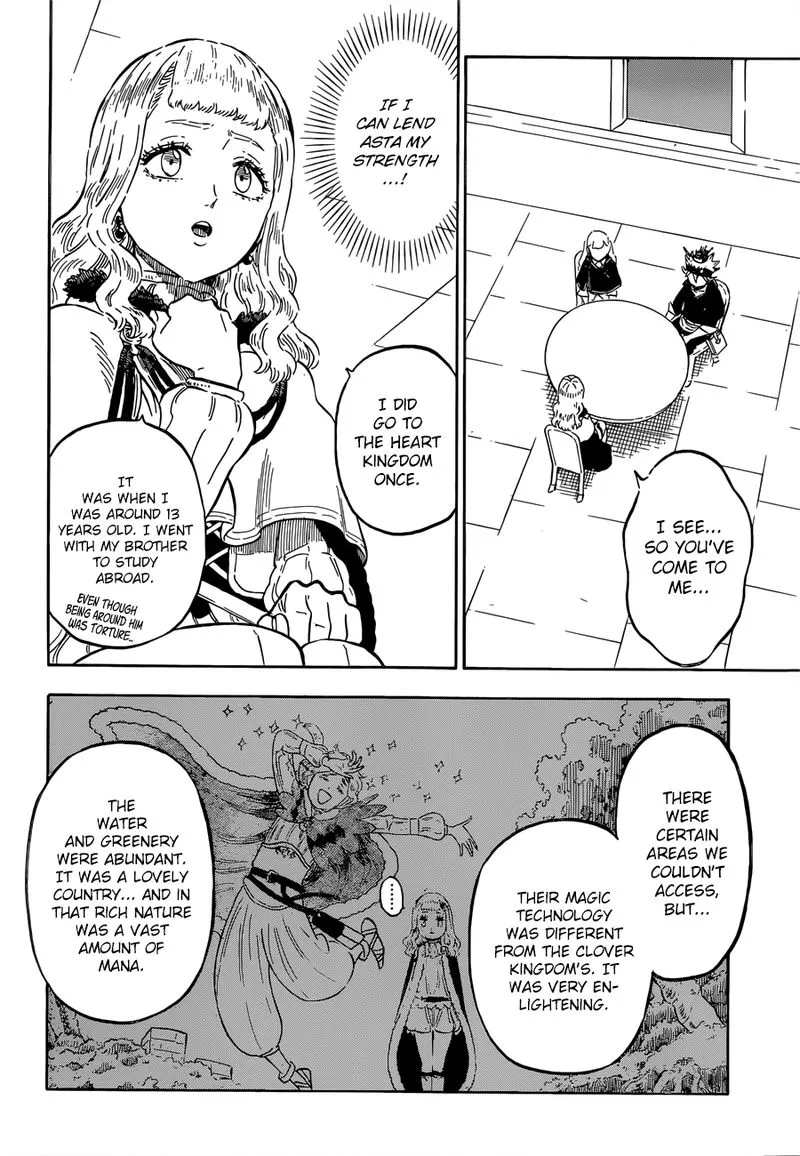 I SEE...
SO YOU'VE
COME TO
ME...
IF I
CAN LEND
ASTA MY
STRENGTH
...!
I DID
GO TO
THE HEART
KINGDOM
ONCE.
IT
WAS WHEN I
WAS AROUND 13
YEARS OLD. I WENT
WITH MY BROTHER
TO STUDY
ABROAD.
EVEN THOUGH
BEING AROUND HIM
WAS TORTURE...
THERE
WERE
CERTAIN
AREAS WE
COULDN'T
ACCESS,
BUT...
THEIR MAGIC
TECHNOLOGY
WAS DIFFERENT
FROM THE CLOVER
KINGDOM'S. IT
WAS VERY EN-
LIGHTENING.
......
THE
WATER
AND GREENERY
WERE ABUNDANT.
IT WAS A LOVELY
COUNTRY... AND IN
THAT RICH NATURE
WAS A VAST
AMOUNT OF
MANA.